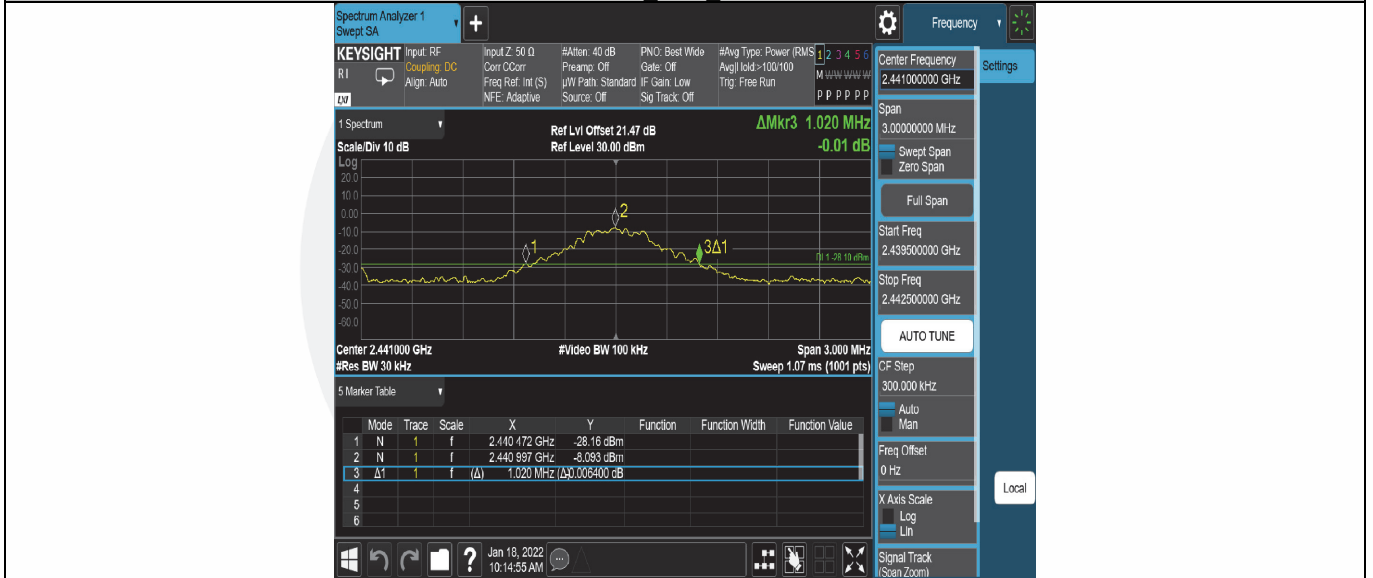 Spectrum Analyzer 1
Swept SA
Frequency
KEYSIGHT
R I
LXI
Input: RF
Coupling: DC
Align: Auto
Input Z: 50 Ω
Corr CCorr
Freq Ref: Int (S)
NFE: Adaptive
#Atten: 40 dB
Preamp: Off
µW Path: Standard
Source: Off
PNO: Best Wide
Gate: Off
IF Gain: Low
Sig Track: Off
#Avg Type: Power (RMS
Avg|Hold:>100/100
Trig: Free Run
1 2 3 4 5 6
M W W W W W
P P P P P P
Center Frequency
2.441000000 GHz
Settings
Span
3.00000000 MHz
Swept Span
Zero Span
Full Span
Start Freq
2.439500000 GHz
Stop Freq
2.442500000 GHz
AUTO TUNE
CF Step
300.000 kHz
Auto
Man
Freq Offset
0 Hz
X Axis Scale
Log
Lin
Signal Track
(Span Zoom)
Local
1 Spectrum
Scale/Div 10 dB
Ref Lvl Offset 21.47 dB
Ref Level 30.00 dBm
ΔMkr3 1.020 MHz
-0.01 dB
Log
20.0
10.0
0.00
-10.0
-20.0
-30.0
-40.0
-50.0
-60.0
1
2
3Δ1
DL1 -28.10 dBm
Center 2.441000 GHz
#Res BW 30 kHz
#Video BW 100 kHz
Span 3.000 MHz
Sweep 1.07 ms (1001 pts)
5 Marker Table
Mode Trace Scale X Y Function Function Width Function Value
1 N 1 f 2.440 472 GHz -28.16 dBm
2 N 1 f 2.440 997 GHz -8.093 dBm
3 Δ1 1 f (Δ) 1.020 MHz (Δ) -0.006400 dB
4
5
6
?
Jan 18, 2022
10:14:55 AM